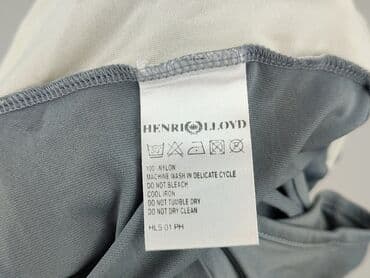 HENRI LLOYD
100% NYLON
MACHINE WASH IN DELICATE CYCLE
DO NOT BLEACH
COOL IRON
DO NOT TUMBLE DRY
DO NOT DRY CLEAN
HLS 01 PH